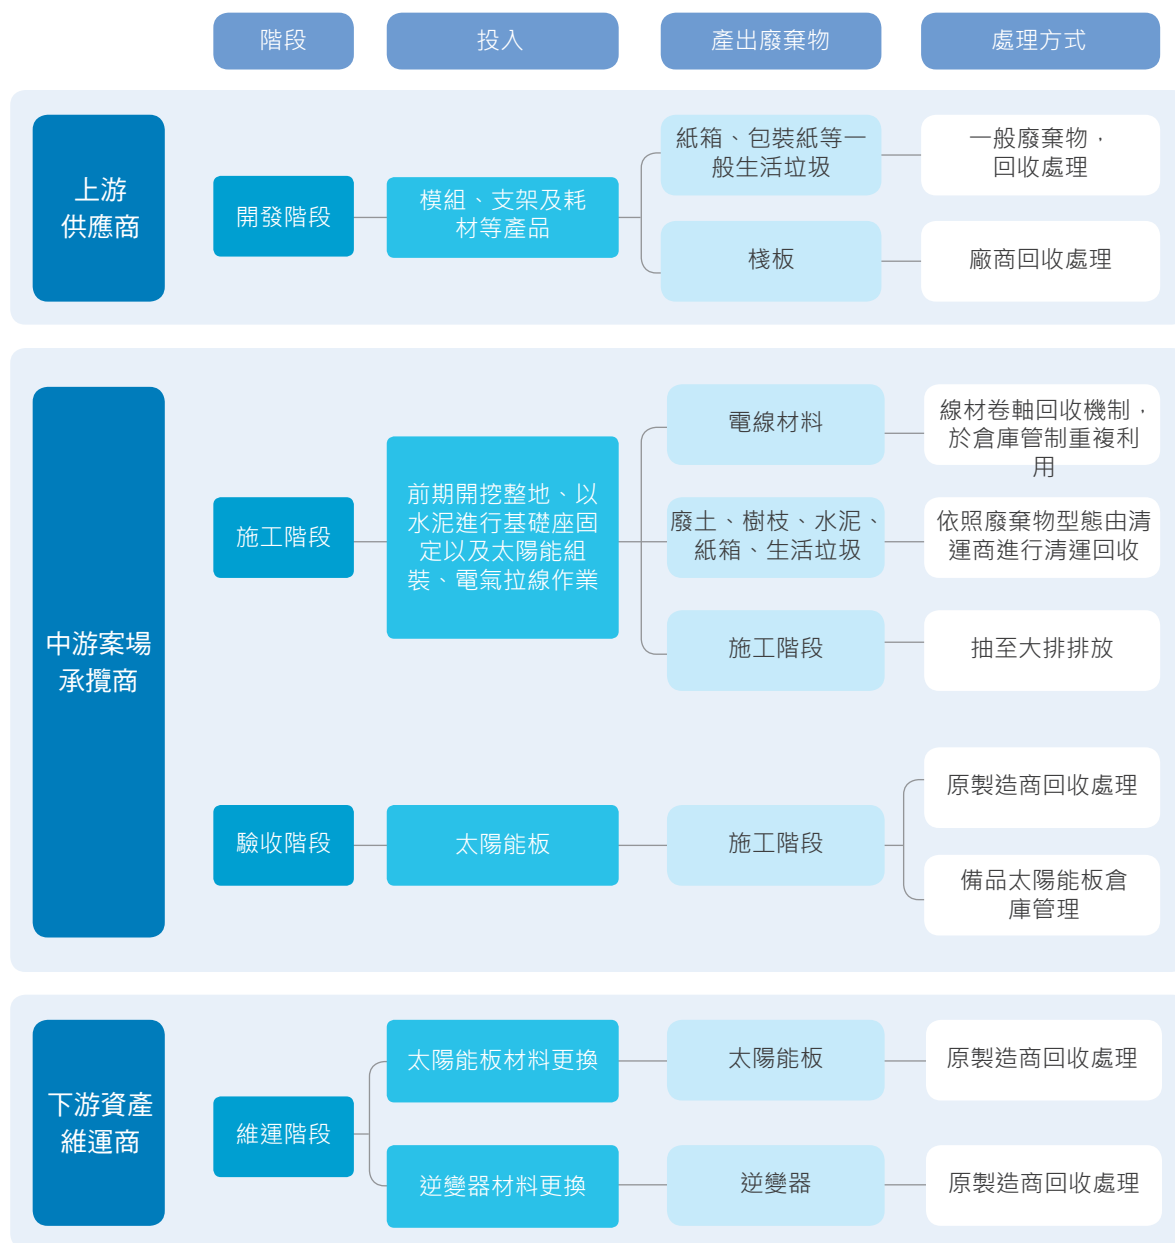 階段
投入
產出廢棄物
處理方式
上游
供應商
開發階段
模組、支架及耗
材等產品
紙箱、包裝紙等一
般生活垃圾
一般廢棄物，
回收處理
棧板
廠商回收處理
中游案場
承攬商
施工階段
前期開挖整地、以
水泥進行基礎座固
定以及太陽能組
裝、電氣拉線作業
電線材料
線材卷軸回收機制，
於倉庫管制重複利
用
廢土、樹枝、水泥、
紙箱、生活垃圾
依照廢棄物型態由清
運商進行清運回收
施工階段
抽至大排排放
驗收階段
太陽能板
施工階段
原製造商回收處理
備品太陽能板倉
庫管理
下游資產
維運商
維運階段
太陽能板材料更換
太陽能板
原製造商回收處理
逆變器材料更換
逆變器
原製造商回收處理